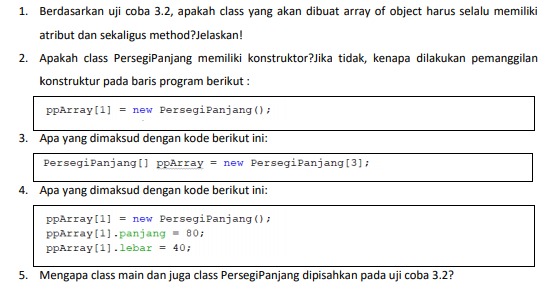 1. Berdasarkan uji coba 3.2, apakah class yang akan dibuat array of object harus selalu memiliki
atribut dan sekaligus method?Jelaskan!
2. Apakah class PersegiPanjang memiliki konstruktor?Jika tidak, kenapa dilakukan pemanggilan
konstruktur pada baris program berikut :
ppArray[1] = new PersegiPanjang();
3. Apa yang dimaksud dengan kode berikut ini:
PersegiPanjang[] ppArray = new PersegiPanjang[3];
4. Apa yang dimaksud dengan kode berikut ini:
ppArray[1] = new PersegiPanjang();
ppArray[1].panjang = 80;
ppArray[1].lebar = 40;
5. Mengapa class main dan juga class PersegiPanjang dipisahkan pada uji coba 3.2?